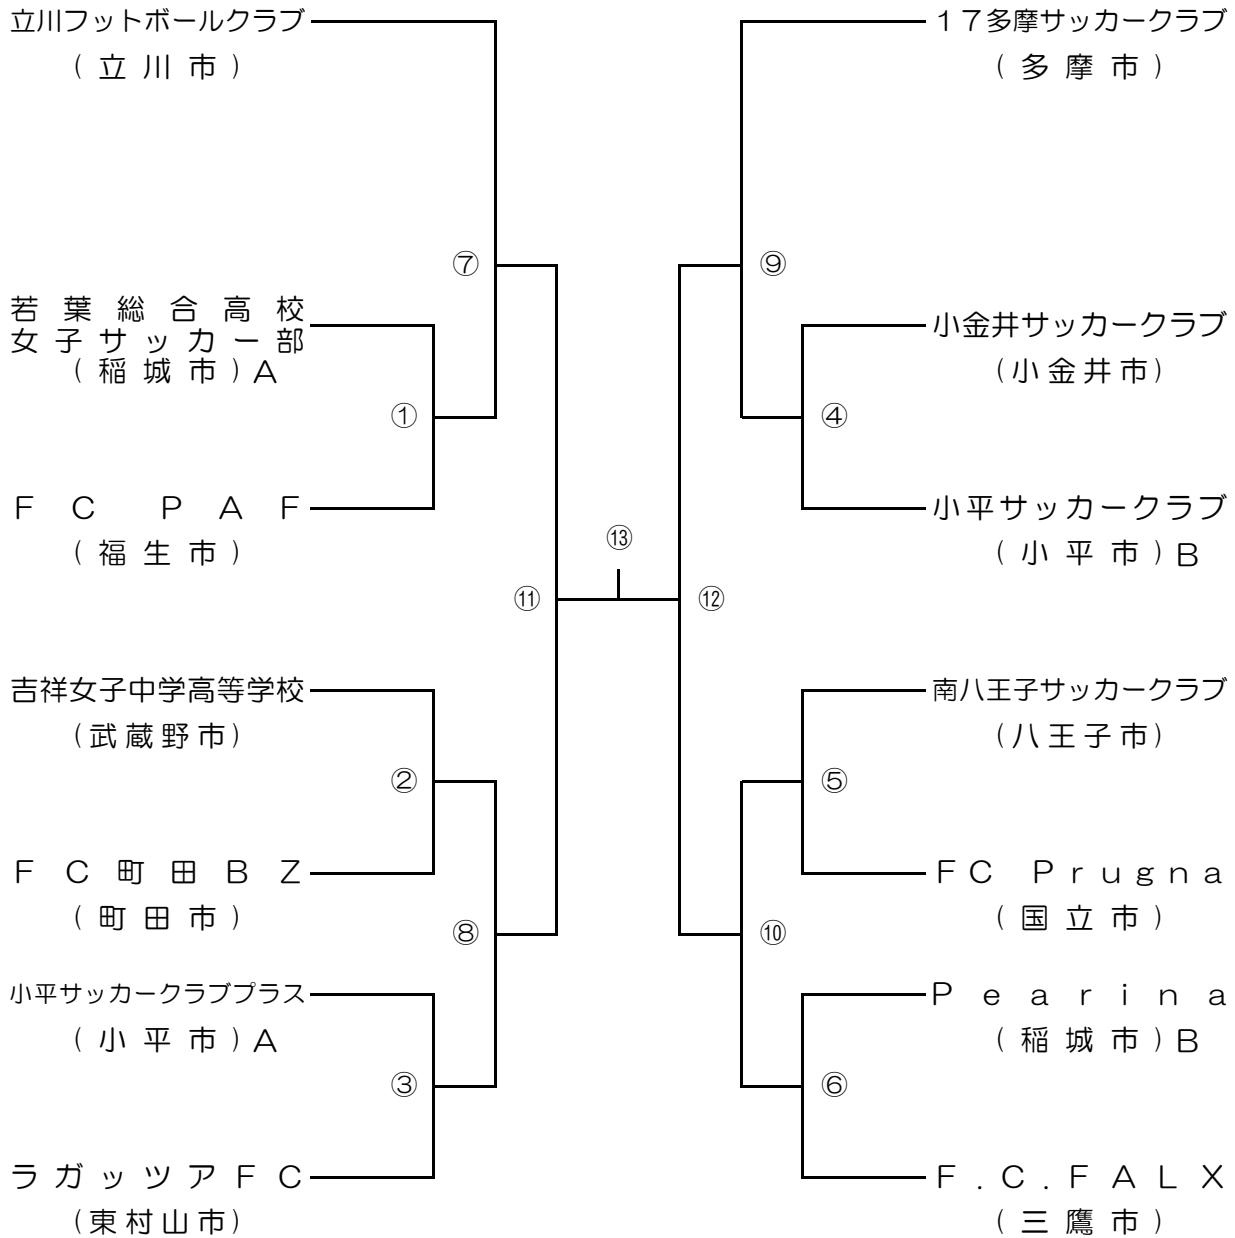 立川フットボールクラブ
（立川市）
⑦
若葉総合高校
女子サッカー部
（稲城市）A
①
FC PAF
（福生市）
⑪
吉祥女子中学高等学校
（武蔵野市）
②
FC町田BZ
（町田市）
⑧
小平サッカークラブプラス
（小平市）A
③
ラガッツアFC
（東村山市）
⑬
１７多摩サッカークラブ
（多摩市）
⑨
小金井サッカークラブ
（小金井市）
④
小平サッカークラブ
（小平市）B
⑫
南八王子サッカークラブ
（八王子市）
⑤
FC Prugna
（国立市）
⑩
Pearina
（稲城市）B
⑥
F.C.FALX
（三鷹市）